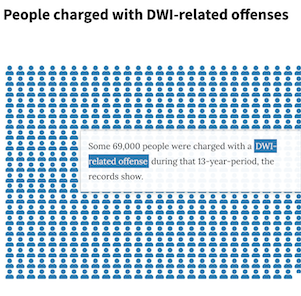 People charged with DWI-related offenses
Some 69,000 people were charged with a DWI-
related offense during that 13-year-period, the
records show.